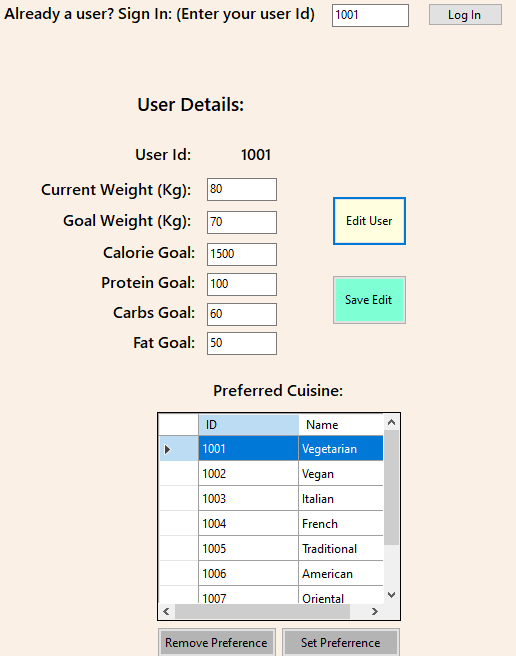 Already a user? Sign In: (Enter your user Id) 1001 Log In
User Details:
User Id: 1001
Current Weight (Kg): 80
Goal Weight (Kg): 70
Edit User
Calorie Goal: 1500
Protein Goal: 100
Save Edit
Carbs Goal: 60
Fat Goal: 50
Preferred Cuisine:
ID Name
1001 Vegetarian
1002 Vegan
1003 Italian
1004 French
1005 Traditional
1006 American
1007 Oriental
Remove Preference Set Preferrence